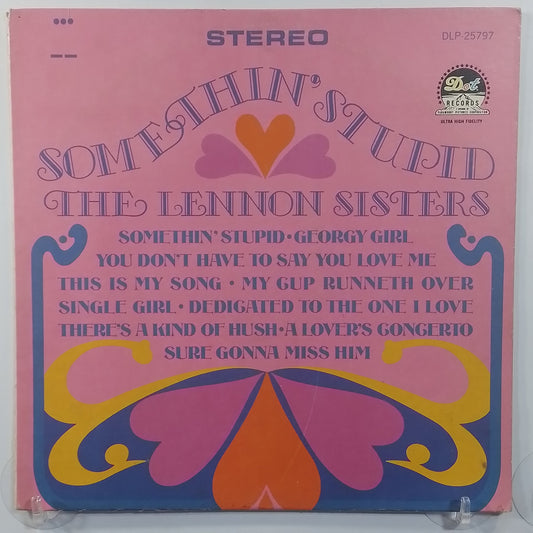 STEREO
DLP-25797
Dot
RECORDS
ULTRA HIGH FIDELITY
SOMETHIN' STUPID
THE LENNON SISTERS
SOMETHIN' STUPID • GEORGY GIRL
YOU DON'T HAVE TO SAY YOU LOVE ME
THIS IS MY SONG • MY CUP RUNNETH OVER
SINGLE GIRL • DEDICATED TO THE ONE I LOVE
THERE'S A KIND OF HUSH • A LOVER'S CONCERTO
SURE GONNA MISS HIM